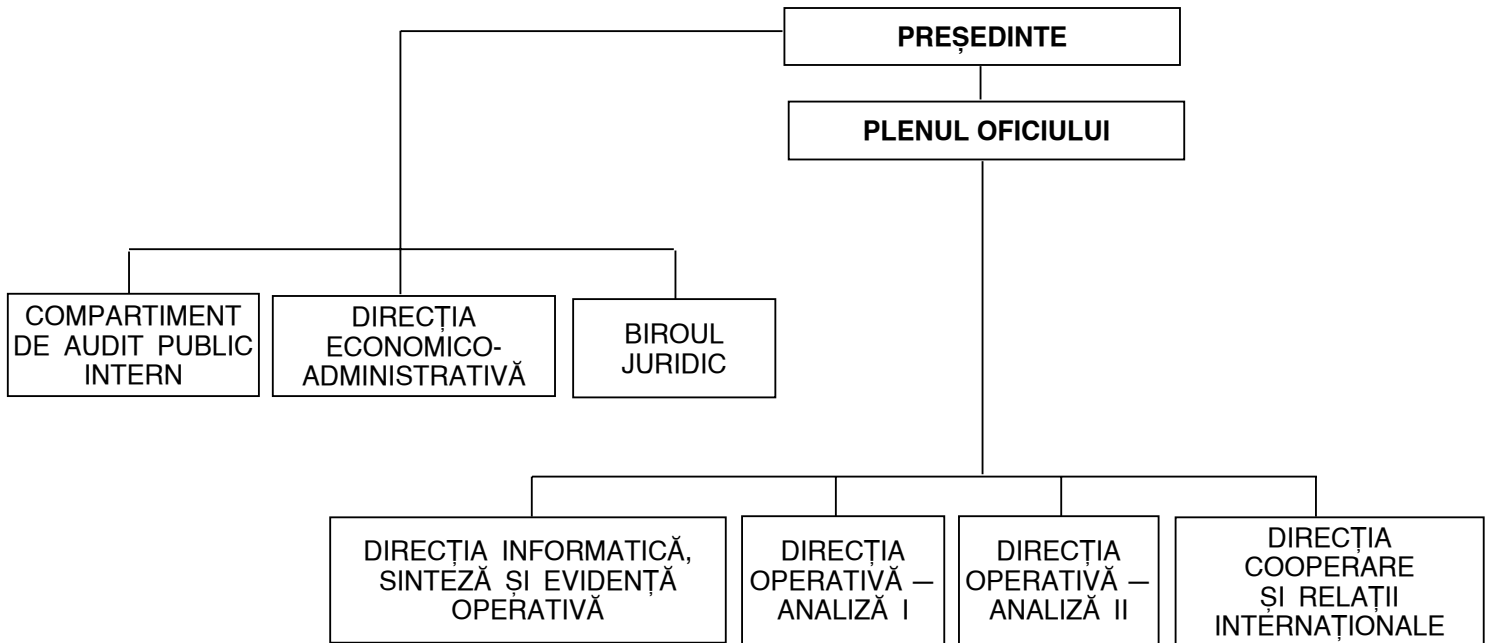 PREȘEDINTE
PLENUL OFICIULUI
COMPARTIMENT
DE AUDIT PUBLIC
INTERN
DIRECȚIA
ECONOMICO-
ADMINISTRATIVĂ
BIROUL
JURIDIC
DIRECȚIA INFORMATICĂ,
SINTEZĂ ȘI EVIDENȚĂ
OPERATIVĂ
DIRECȚIA
OPERATIVĂ —
ANALIZĂ I
DIRECȚIA
OPERATIVĂ —
ANALIZĂ II
DIRECȚIA
COOPERARE
ȘI RELAȚII
INTERNAȚIONALE